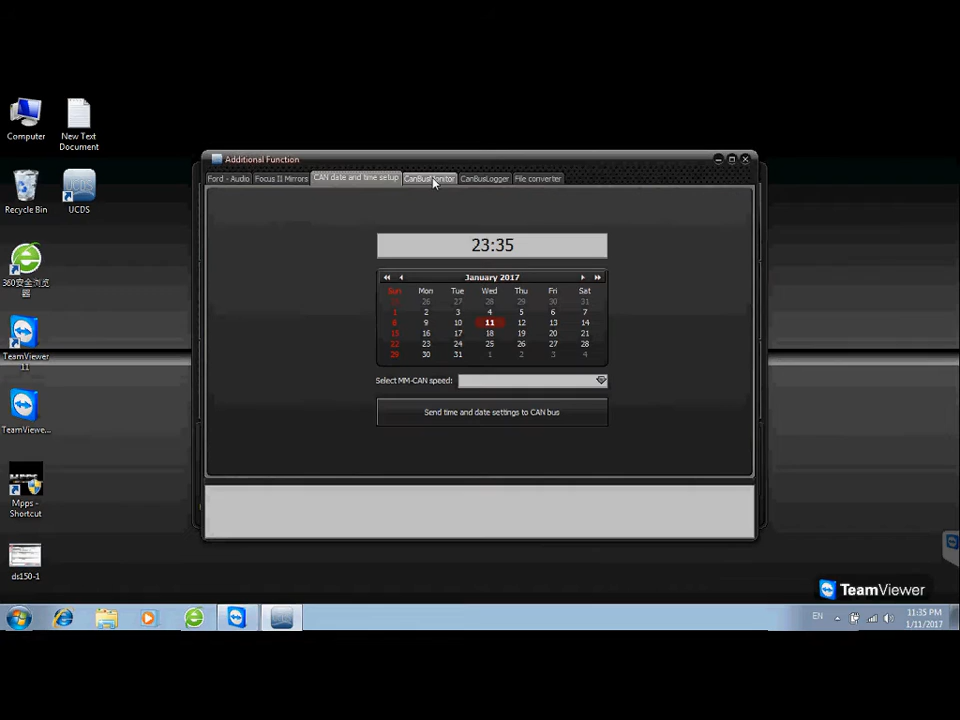 Computer
New Text
Document
Recycle Bin
UCDS
UCDS
360安全浏览
器
TeamViewer
11
TeamViewe...
Mpps -
Shortcut
ds150-1
Additional Function
Ford - Audio
Focus II Mirrors
CAN date and time setup
CanBusMonitor
CanBusLogger
File converter
23:35
January 2017
Sun Mon Tue Wed Thu Fri Sat
26 27 28 29 30 31
1 2 3 4 5 6 7
8 9 10 11 12 13 14
15 16 17 18 19 20 21
22 23 24 25 26 27 28
29 30 31 1 2 3 4
Select MM-CAN speed:
Send time and date settings to CAN bus
TeamViewer
EN
11:35 PM
1/11/2017